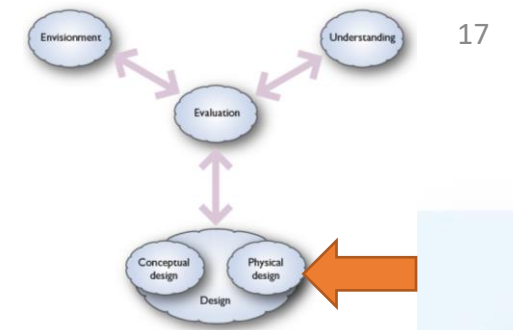 Envisionment
Understanding
17
Evaluation
Conceptual
design
Physical
design
Design